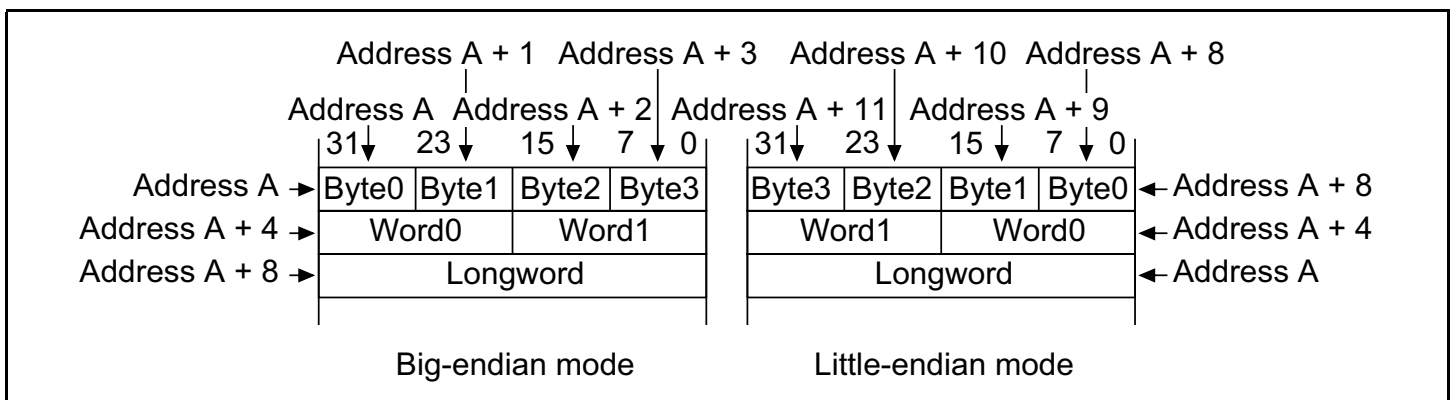 Address A + 1 Address A + 3 Address A + 10 Address A + 8
Address A Address A + 2 Address A + 11 Address A + 9
31 23 15 7 0 31 23 15 7 0
Address A Byte0 Byte1 Byte2 Byte3 Byte3 Byte2 Byte1 Byte0 Address A + 8
Address A + 4 Word0 Word1 Word1 Word0 Address A + 4
Address A + 8 Longword Longword Address A
Big-endian mode Little-endian mode